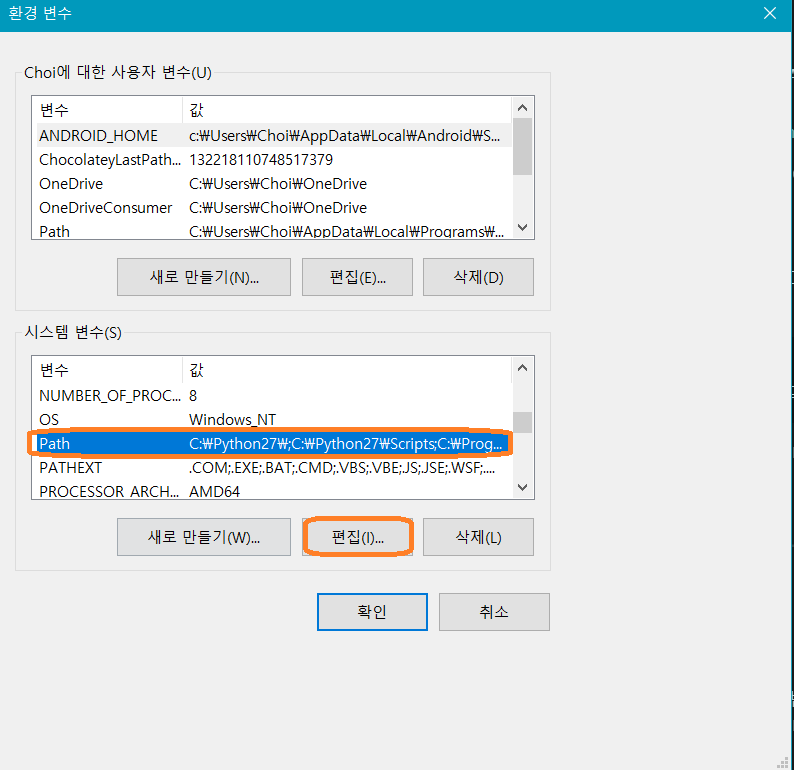 환경 변수
Choi에 대한 사용자 변수(U)
변수 값
ANDROID_HOME c:₩Users₩Choi₩AppData₩Local₩Android₩S...
ChocolateyLastPath... 132218110748517379
OneDrive C:₩Users₩Choi₩OneDrive
OneDriveConsumer C:₩Users₩Choi₩OneDrive
Path C:₩Users₩Choi₩AppData₩Local₩Programs₩...
새로 만들기(N)... 편집(E)... 삭제(D)
시스템 변수(S)
변수 값
NUMBER_OF_PROC... 8
OS Windows_NT
Path C:₩Python27₩;C:₩Python27₩Scripts;C:₩Prog...
PATHEXT .COM;.EXE;.BAT;.CMD;.VBS;.VBE;.JS;.JSE;.WSF;....
PROCESSOR_ARCH... AMD64
새로 만들기(W)... 편집(I)... 삭제(L)
확인 취소